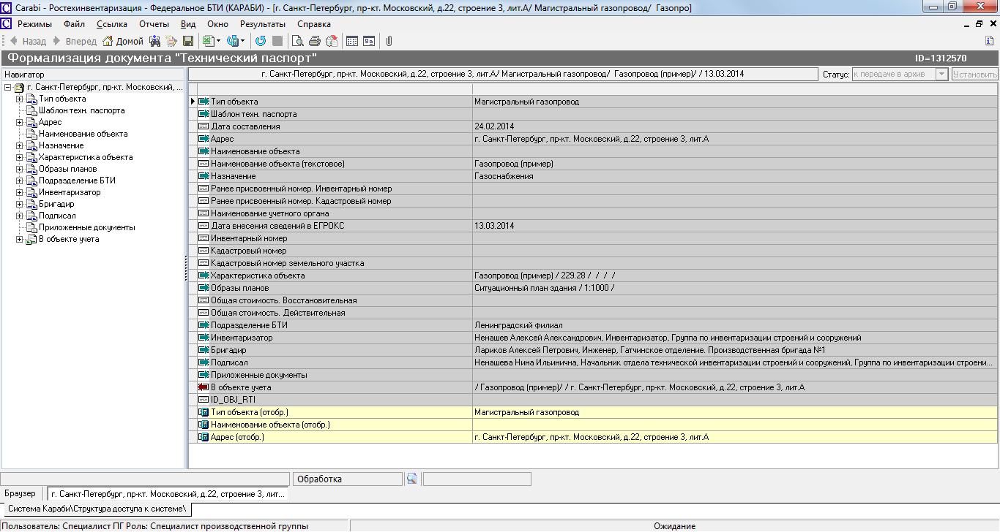 Carabi - Ростехинвентаризация - Федеральное БТИ (КАРАБИ) - [г. Санкт-Петербург, пр-кт. Московский, д.22, строение 3, лит.А/ Магистральный газопровод/ Газопро]
Режимы Файл Ссылка Отчеты Вид Окно Результаты Справка
Назад Вперед Домой
Формализация документа "Технический паспорт" ID=1312570
Навигатор
г. Санкт-Петербург, пр-кт. Московский, ...
Тип объекта
Шаблон техн. паспорта
Адрес
Наименование объекта
Назначение
Характеристика объекта
Образы планов
Подразделение БТИ
Инвентаризатор
Бригадир
Подписал
Приложенные документы
В объекте учета
г. Санкт-Петербург, пр-кт. Московский, д.22, строение 3, лит.А/ Магистральный газопровод/ Газопровод (пример)/ / 13.03.2014 Статус: к передаче в архив Установить
Тип объекта Магистральный газопровод
Шаблон техн. паспорта
Дата составления 24.02.2014
Адрес г. Санкт-Петербург, пр-кт. Московский, д.22, строение 3, лит.А
Наименование объекта
Наименование объекта (текстовое) Газопровод (пример)
Назначение Газоснабжения
Ранее присвоенный номер. Инвентарный номер
Ранее присвоенный номер. Кадастровый номер
Наименование учетного органа
Дата внесения сведений в ЕГРОКС 13.03.2014
Инвентарный номер
Кадастровый номер
Кадастровый номер земельного участка
Характеристика объекта Газопровод (пример) / 229.28 / / / /
Образы планов Ситуационный план здания / 1:1000 /
Общая стоимость. Восстановительная
Общая стоимость. Действительная
Подразделение БТИ Ленинградский филиал
Инвентаризатор Ненашев Алексей Александрович, Инвентаризатор, Группа по инвентаризации строений и сооружений
Бригадир Лариков Алексей Петрович, Инженер, Гатчинское отделение. Производственная бригада №1
Подписал Ненашева Нина Ильинична, Начальник отдела технической инвентаризации строений и сооружений, Группа по инвентаризации строени...
Приложенные документы
В объекте учета / Газопровод (пример)/ / г. Санкт-Петербург, пр-кт. Московский, д.22, строение 3, лит.А
ID_OBJ_RTI
Тип объекта (отобр.) Магистральный газопровод
Наименование объекта (отобр.)
Адрес (отобр.) г. Санкт-Петербург, пр-кт. Московский, д.22, строение 3, лит.А
Обработка
Браузер г. Санкт-Петербург, пр-кт. Московский, д.22, строение 3, лит...
Система Караби\Структура доступа к системе\
Пользователь: Специалист ПГ Роль: Специалист производственной группы Ожидание